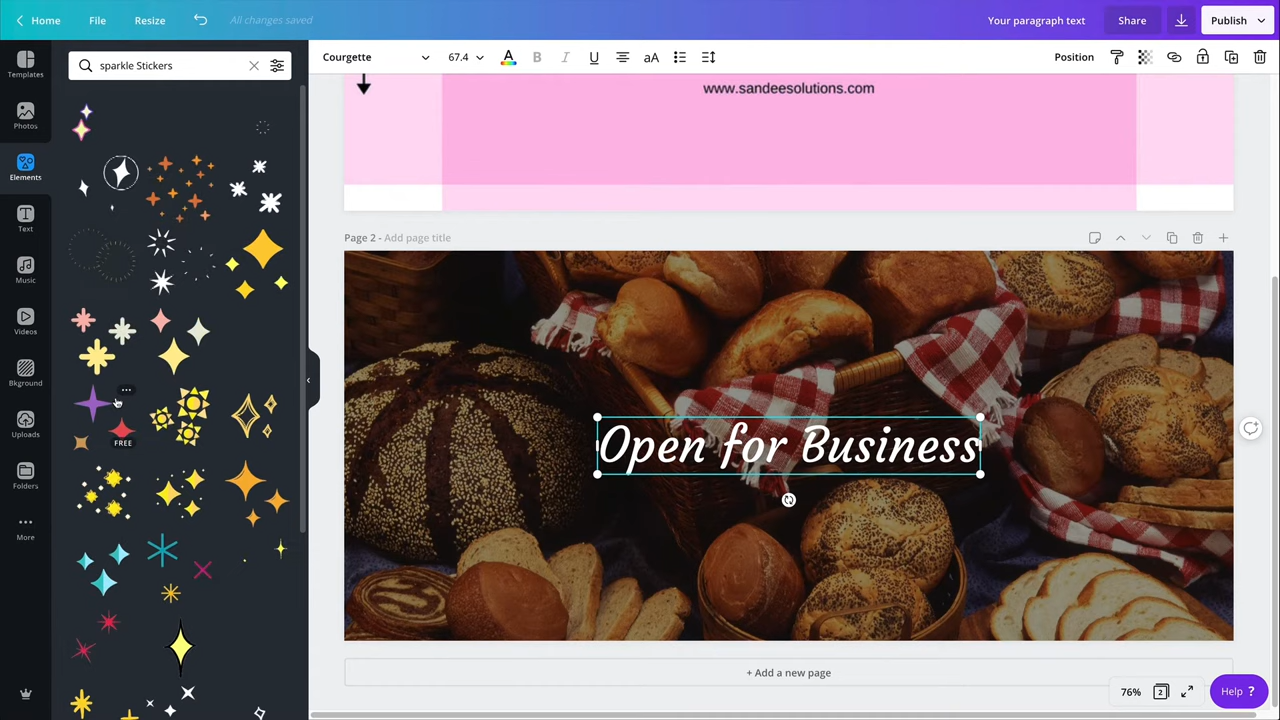 Home
File
Resize
All changes saved
Your paragraph text
Share
Publish
Templates
Photos
Elements
Text
Music
Videos
Bkground
Uploads
Folders
More
sparkle Stickers
FREE
Courgette
67.4
A
B
I
U
aA
Position
www.sandeesolutions.com
Page 2 - Add page title
Open for Business
+ Add a new page
76%
2
Help ?